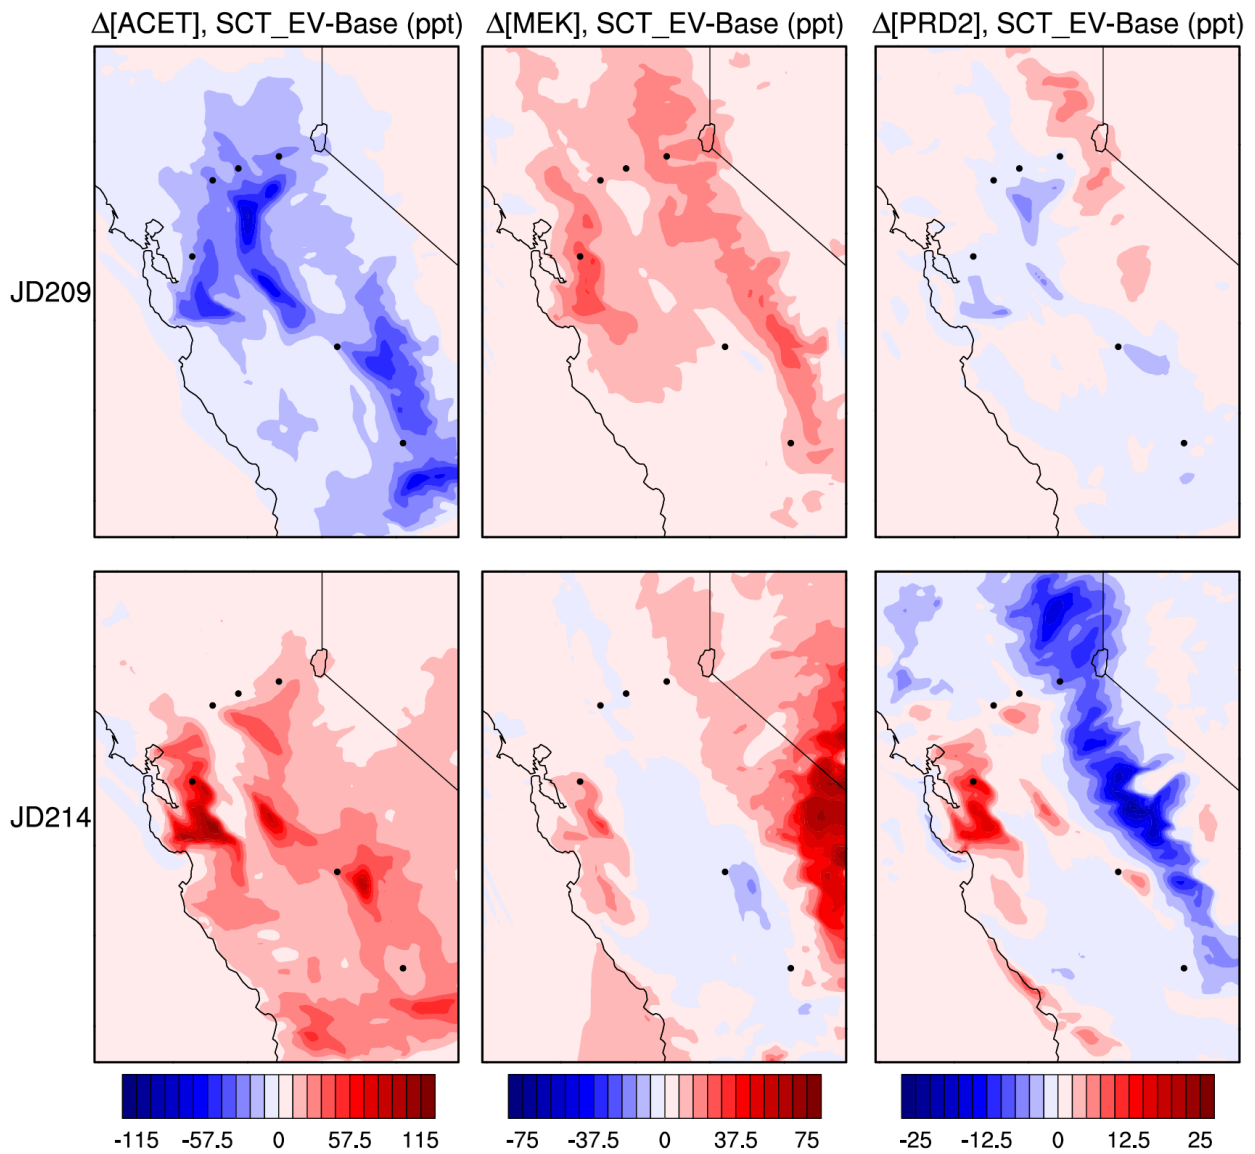 Δ[ACET], SCT_EV-Base (ppt) Δ[MEK], SCT_EV-Base (ppt) Δ[PRD2], SCT_EV-Base (ppt)
JD209
JD214
-115 -57.5 0 57.5 115 -75 -37.5 0 37.5 75 -25 -12.5 0 12.5 25